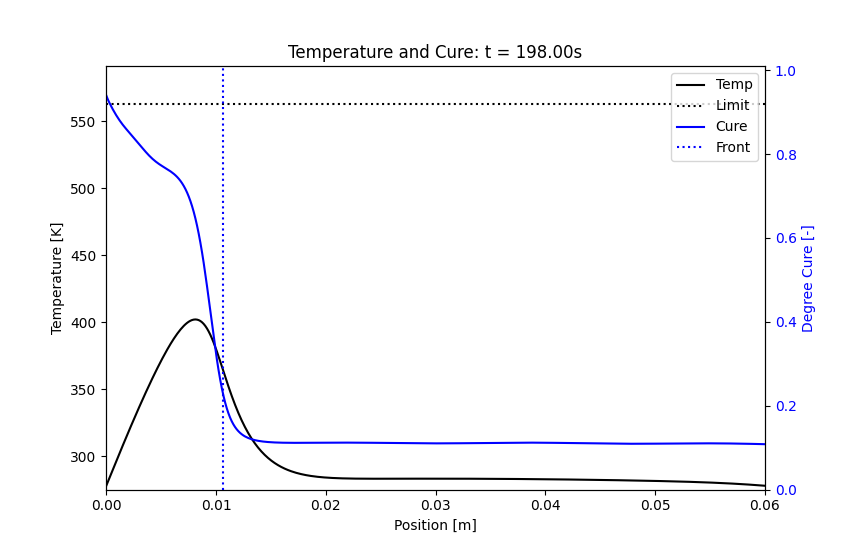 Temperature and Cure: t = 198.00s
Temp
Limit
Cure
Front
Temperature [K]
550
500
450
400
350
300
Degree Cure [-]
1.0
0.8
0.6
0.4
0.2
0.0
0.00 0.01 0.02 0.03 0.04 0.05 0.06
Position [m]